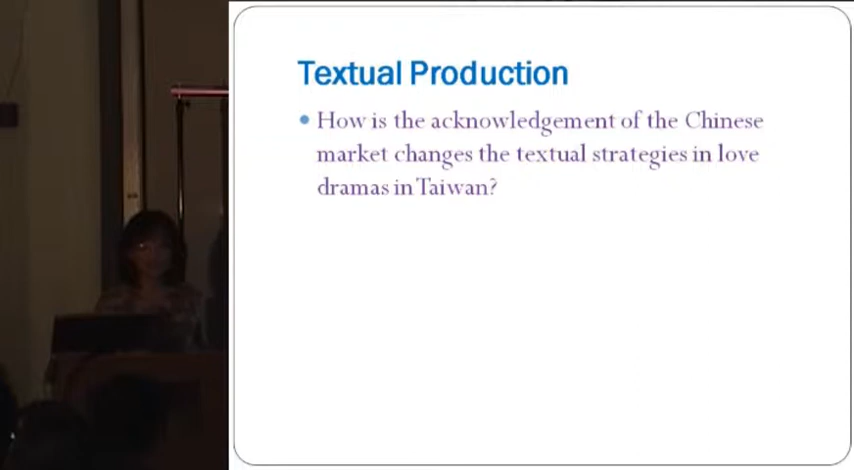 Textual Production
How is the acknowledgement of the Chinese
market changes the textual strategies in love
dramas in Taiwan?